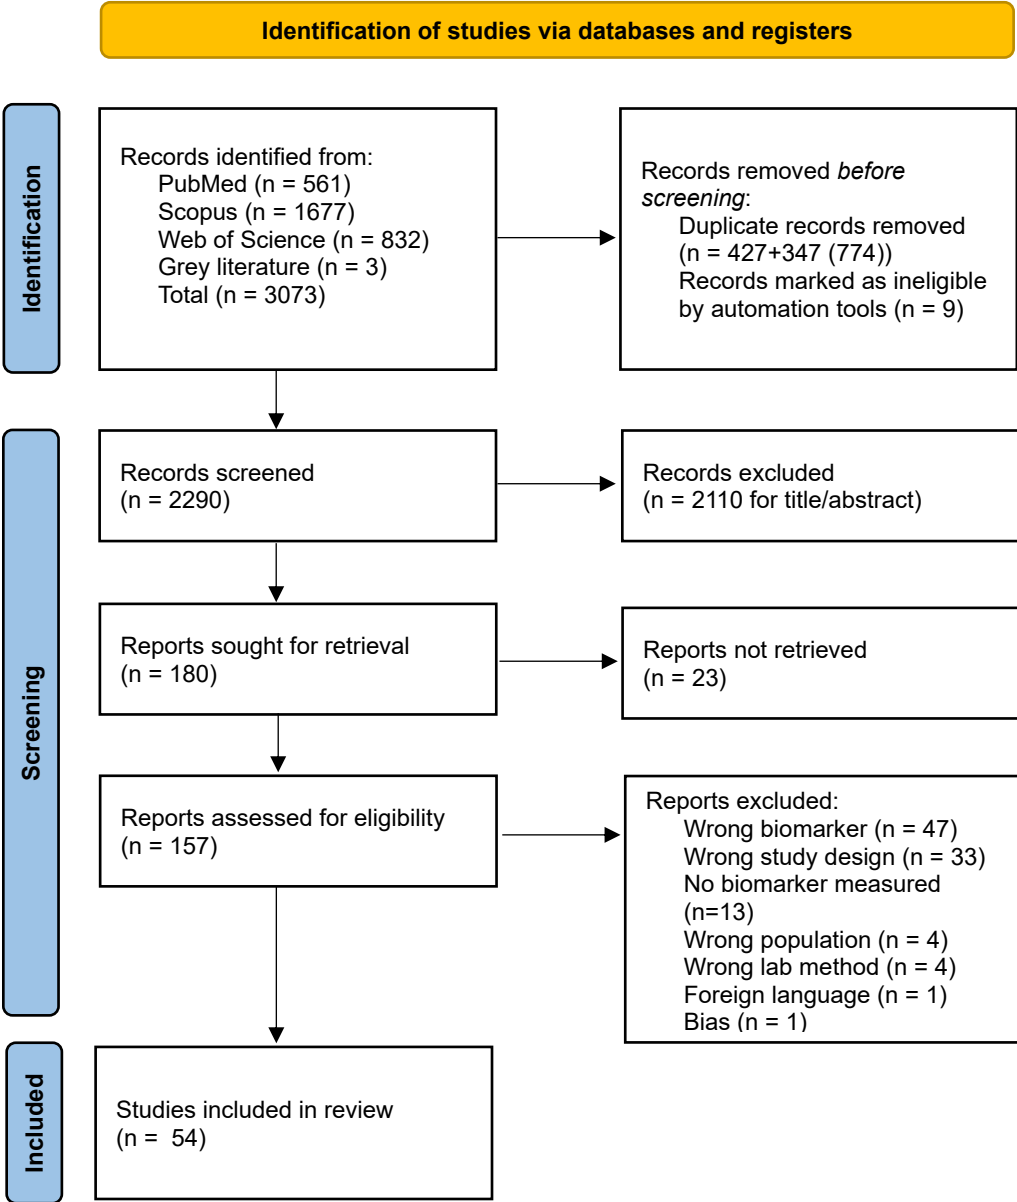 Identification of studies via databases and registers
Identification
Records identified from:
PubMed (n = 561)
Scopus (n = 1677)
Web of Science (n = 832)
Grey literature (n = 3)
Total (n = 3073)
Records removed before
screening:
Duplicate records removed
(n = 427+347 (774))
Records marked as ineligible
by automation tools (n = 9)
Screening
Records screened
(n = 2290)
Records excluded
(n = 2110 for title/abstract)
Reports sought for retrieval
(n = 180)
Reports not retrieved
(n = 23)
Reports assessed for eligibility
(n = 157)
Reports excluded:
Wrong biomarker (n = 47)
Wrong study design (n = 33)
No biomarker measured
(n=13)
Wrong population (n = 4)
Wrong lab method (n = 4)
Foreign language (n = 1)
Bias (n = 1)
Included
Studies included in review
(n =  54)